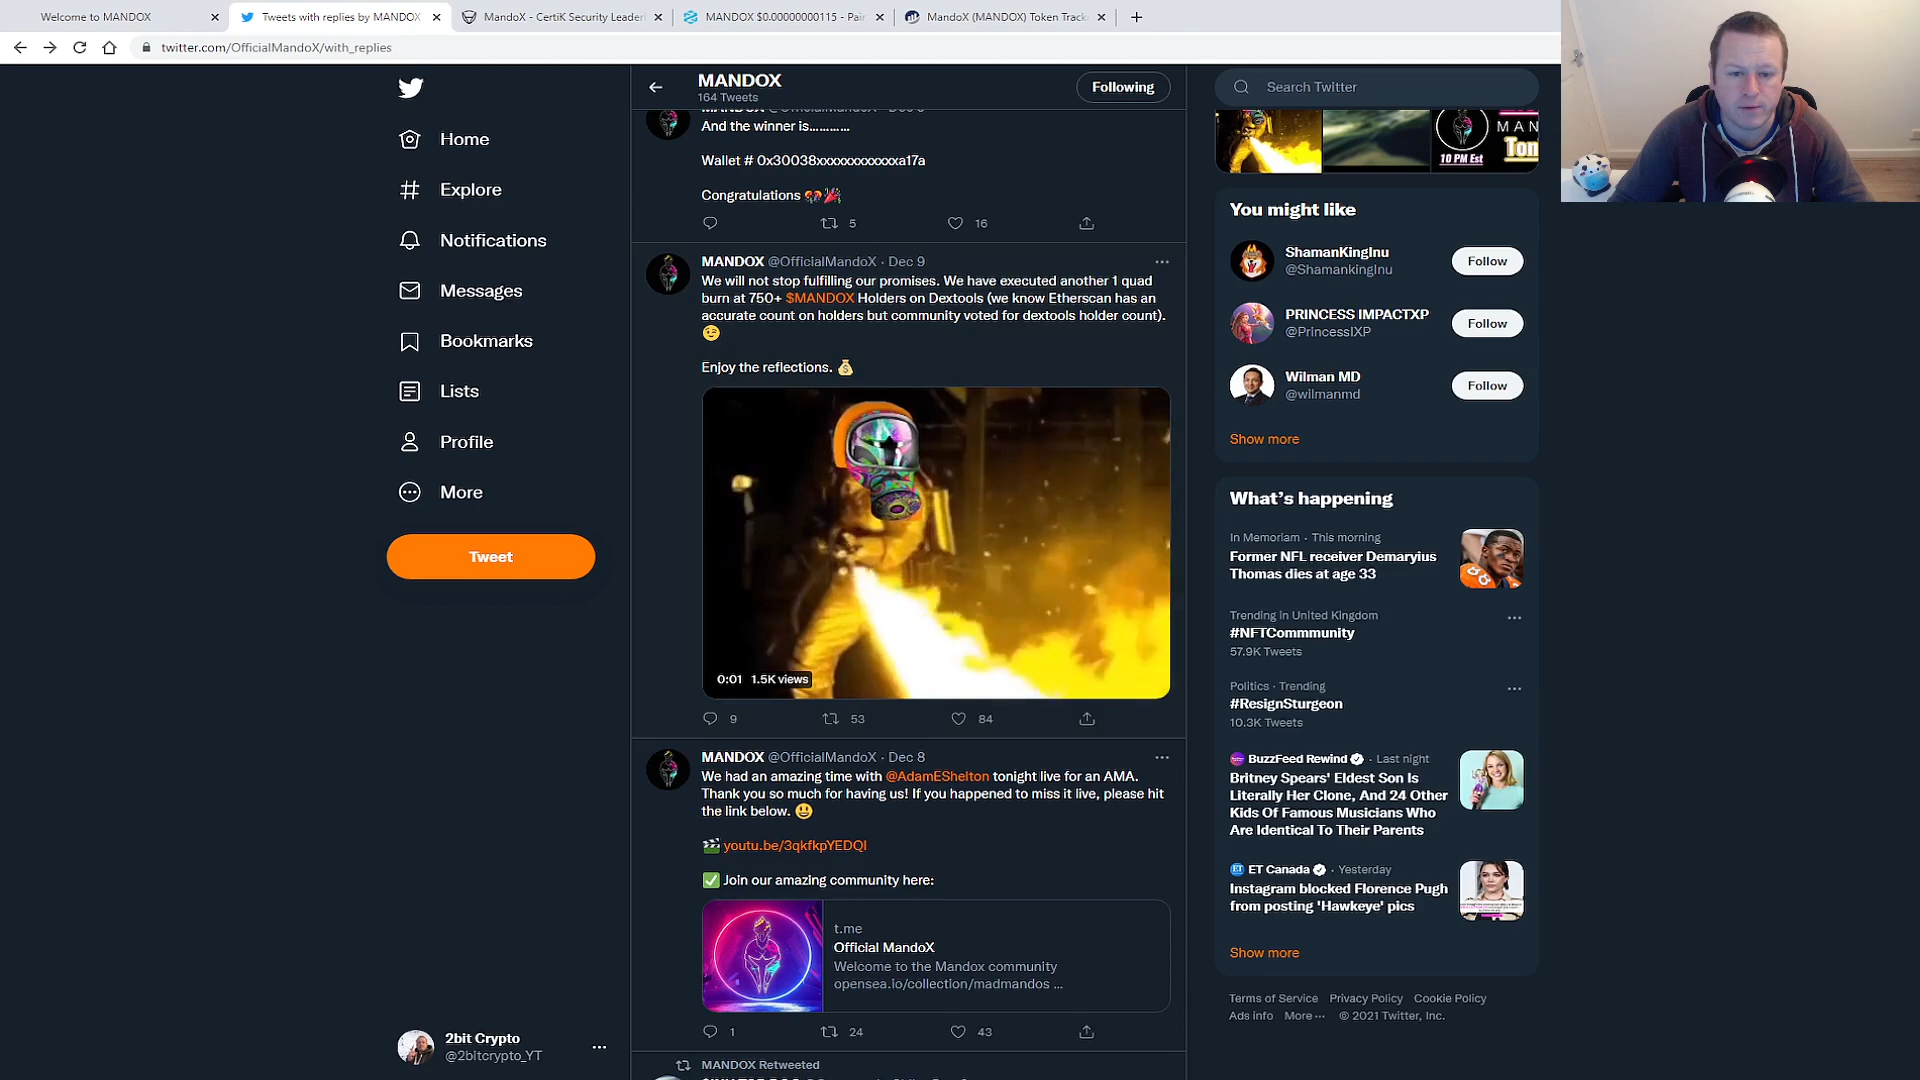 Welcome to MANDOX
Tweets with replies by MANDOX
MandoX - CertiK Security Leader
MANDOX $0.00000000115 - Pair
MandoX (MANDOX) Token Track
twitter.com/OfficialMandoX/with_replies
MANDOX
164 Tweets
Following
Search Twitter
Home
Explore
Notifications
Messages
Bookmarks
Lists
Profile
More
Tweet
2bit Crypto
@2bitcrypto_YT
And the winner is............
Wallet # 0x30038xxxxxxxxxxxxa17a
Congratulations
5
16
MANDOX @OfficialMandoX · Dec 9
We will not stop fulfilling our promises. We have executed another 1 quad
burn at 750+ $MANDOX Holders on Dextools (we know Etherscan has an
accurate count on holders but community voted for dextools holder count).
😉
Enjoy the reflections. 💰
0:01 1.5K views
9
53
84
MANDOX @OfficialMandoX · Dec 8
We had an amazing time with @AdamEShelton tonight live for an AMA.
Thank you so much for having us! If you happened to miss it live, please hit
the link below. 😃
🎬 youtu.be/3qkfkpYEDQI
✅ Join our amazing community here:
t.me
Official MandoX
Welcome to the Mandox community
opensea.io/collection/madmandos ...
1
24
43
MANDOX Retweeted
MAN
10 PM Est
You might like
ShamanKingInu
@ShamankingInu
Follow
PRINCESS IMPACTXP
@PrincessIXP
Follow
Wilman MD
@wilmanmd
Follow
Show more
What's happening
In Memoriam · This morning
Former NFL receiver Demaryius
Thomas dies at age 33
Trending in United Kingdom
#NFTCommmunity
57.9K Tweets
Politics · Trending
#ResignSturgeon
10.3K Tweets
BuzzFeed Rewind · Last night
Britney Spears' Eldest Son Is
Literally Her Clone, And 24 Other
Kids Of Famous Musicians Who
Are Identical To Their Parents
ET Canada · Yesterday
Instagram blocked Florence Pugh
from posting 'Hawkeye' pics
Show more
Terms of Service Privacy Policy Cookie Policy
Ads info More ··· © 2021 Twitter, Inc.